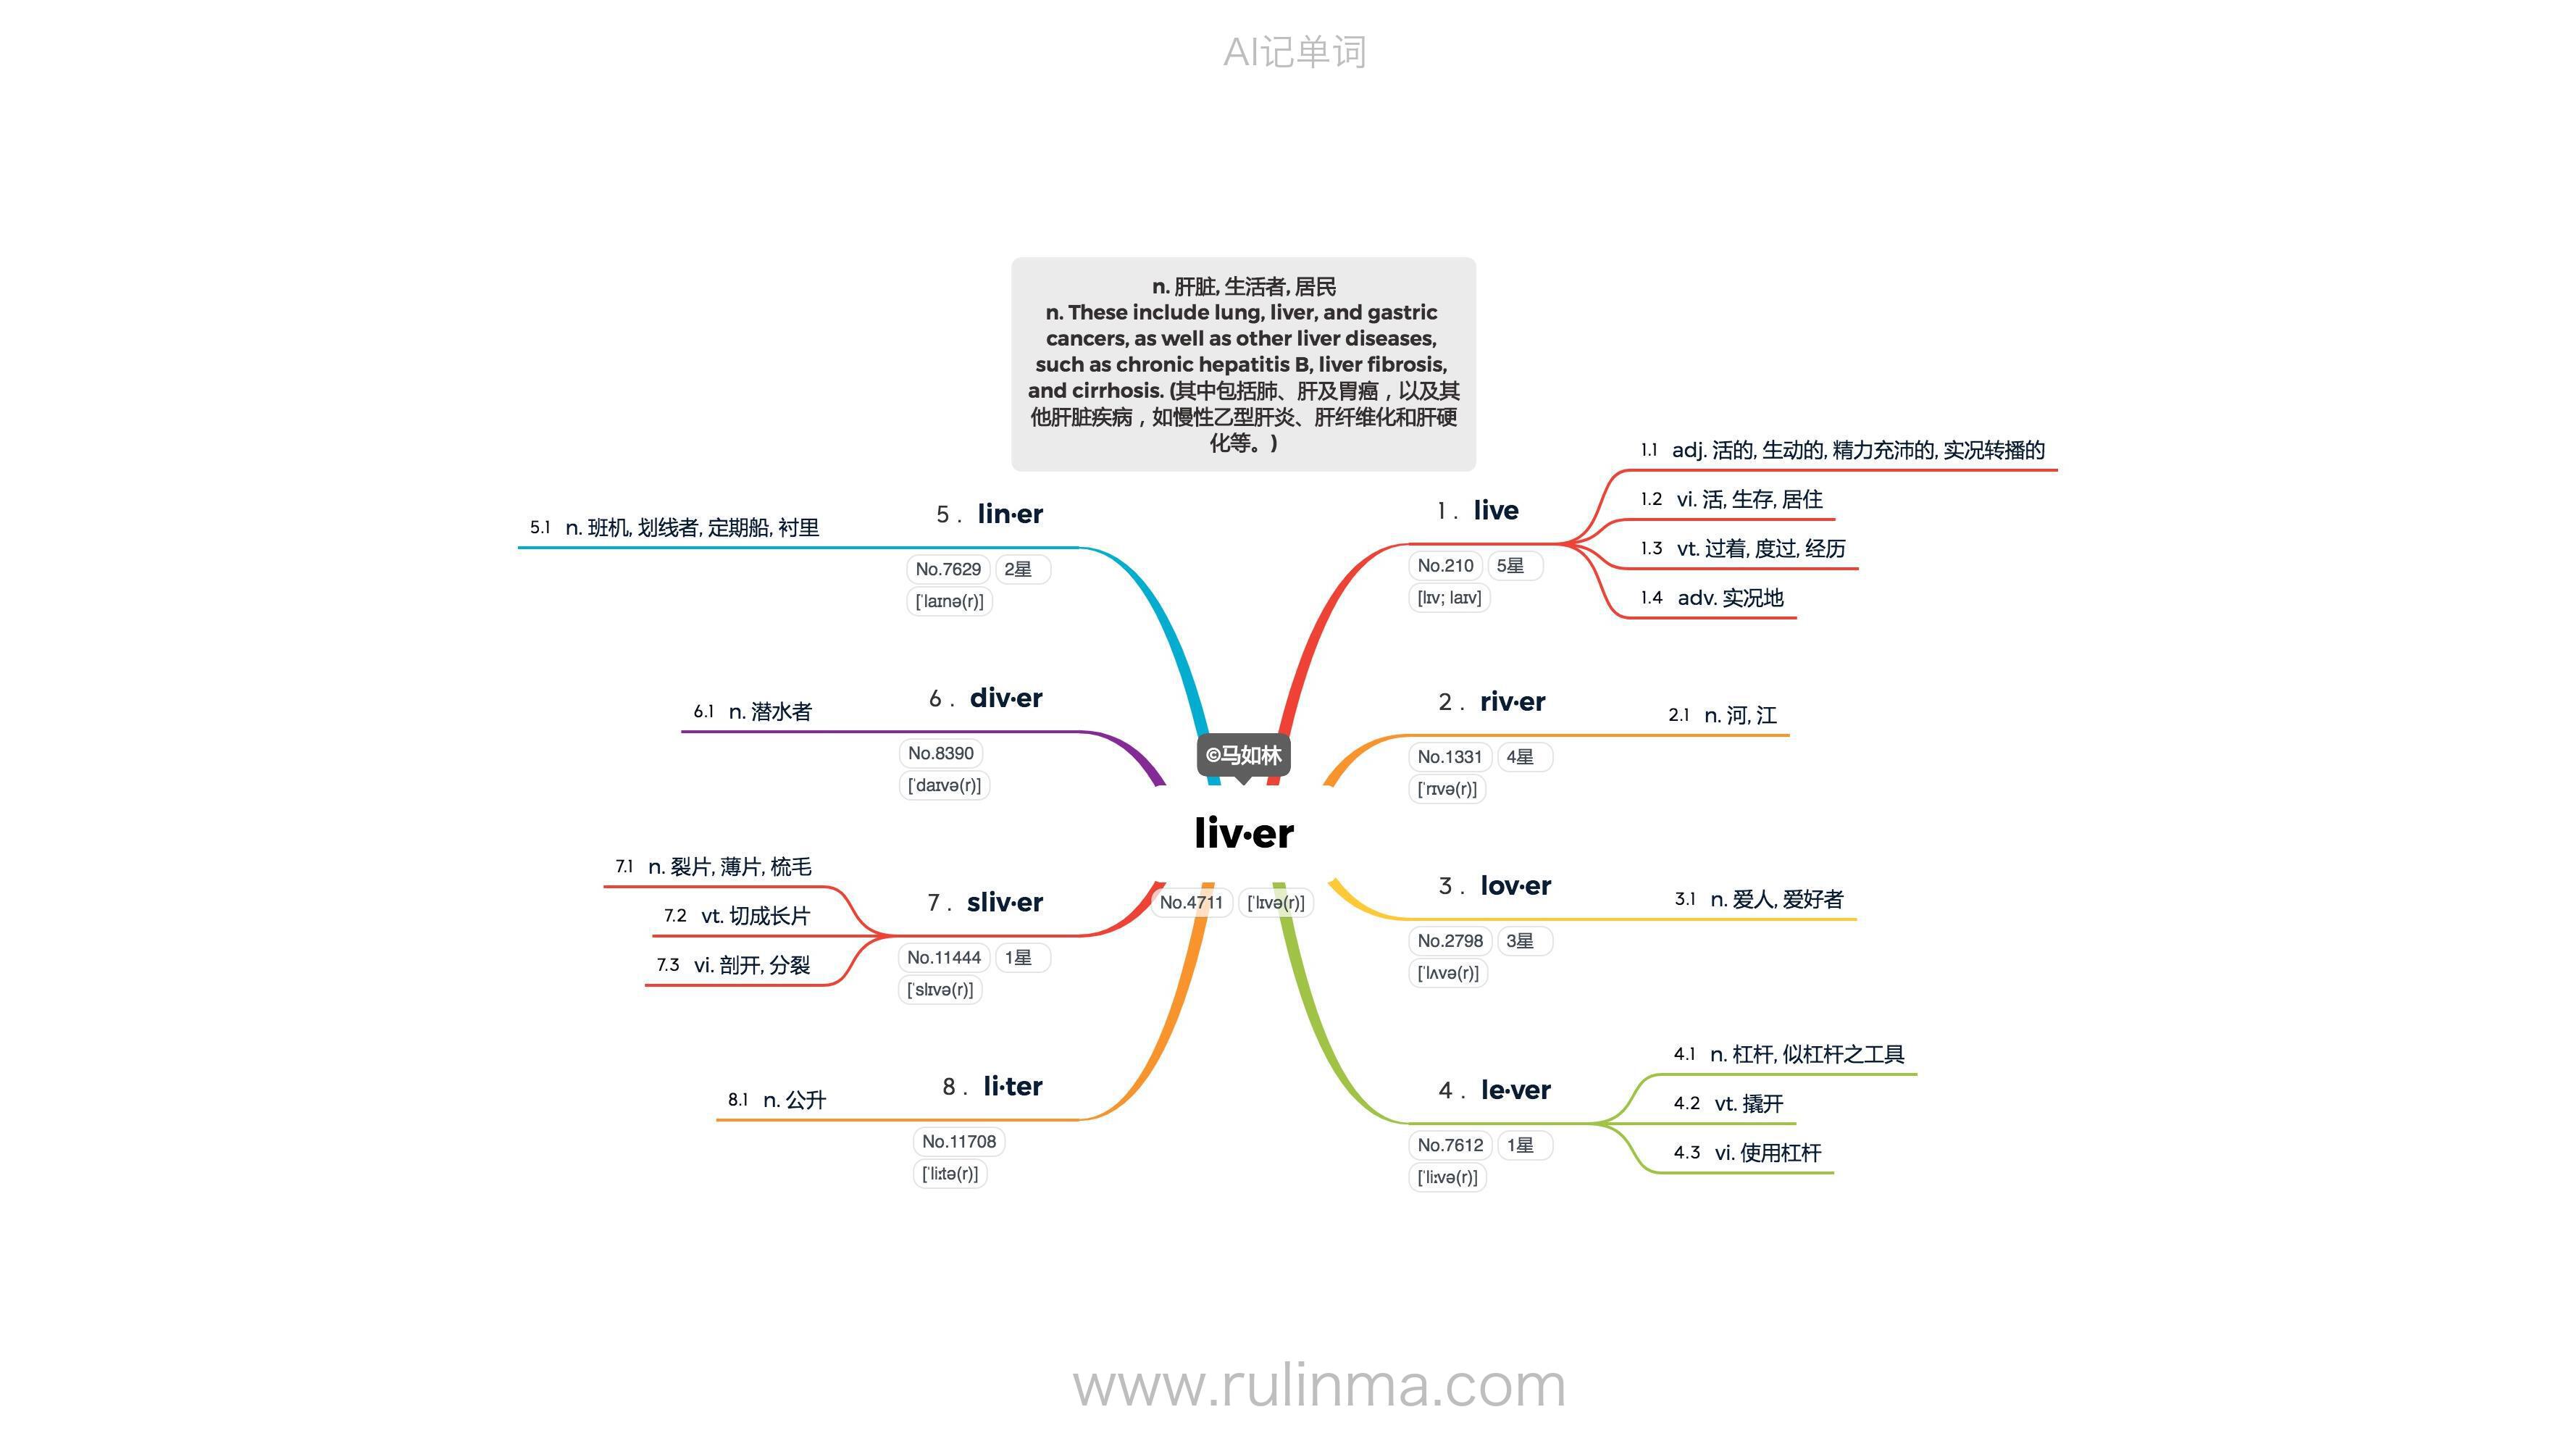 AI记单词
n. 肝脏, 生活者, 居民
n. These include lung, liver, and gastric
cancers, as well as other liver diseases,
such as chronic hepatitis B, liver fibrosis,
and cirrhosis. (其中包括肺、肝及胃癌，以及其
他肝脏疾病，如慢性乙型肝炎、肝纤维化和肝硬
化等。)
©马如林
liv·er
No.4711 [ˈlɪvə(r)]
1 . live
No.210 5星
[lɪv; laɪv]
1.1 adj. 活的, 生动的, 精力充沛的, 实况转播的
1.2 vi. 活, 生存, 居住
1.3 vt. 过着, 度过, 经历
1.4 adv. 实况地
2 . riv·er
No.1331 4星
[ˈrɪvə(r)]
2.1 n. 河, 江
3 . lov·er
No.2798 3星
[ˈlʌvə(r)]
3.1 n. 爱人, 爱好者
4 . le·ver
No.7612 1星
[ˈliːvə(r)]
4.1 n. 杠杆, 似杠杆之工具
4.2 vt. 撬开
4.3 vi. 使用杠杆
5 . lin·er
No.7629 2星
[ˈlaɪnə(r)]
5.1 n. 班机, 划线者, 定期船, 衬里
6 . div·er
No.8390
[ˈdaɪvə(r)]
6.1 n. 潜水者
7 . sliv·er
No.11444 1星
[ˈslɪvə(r)]
7.1 n. 裂片, 薄片, 梳毛
7.2 vt. 切成长片
7.3 vi. 剖开, 分裂
8 . li·ter
No.11708
[ˈliːtə(r)]
8.1 n. 公升
www.rulinma.com